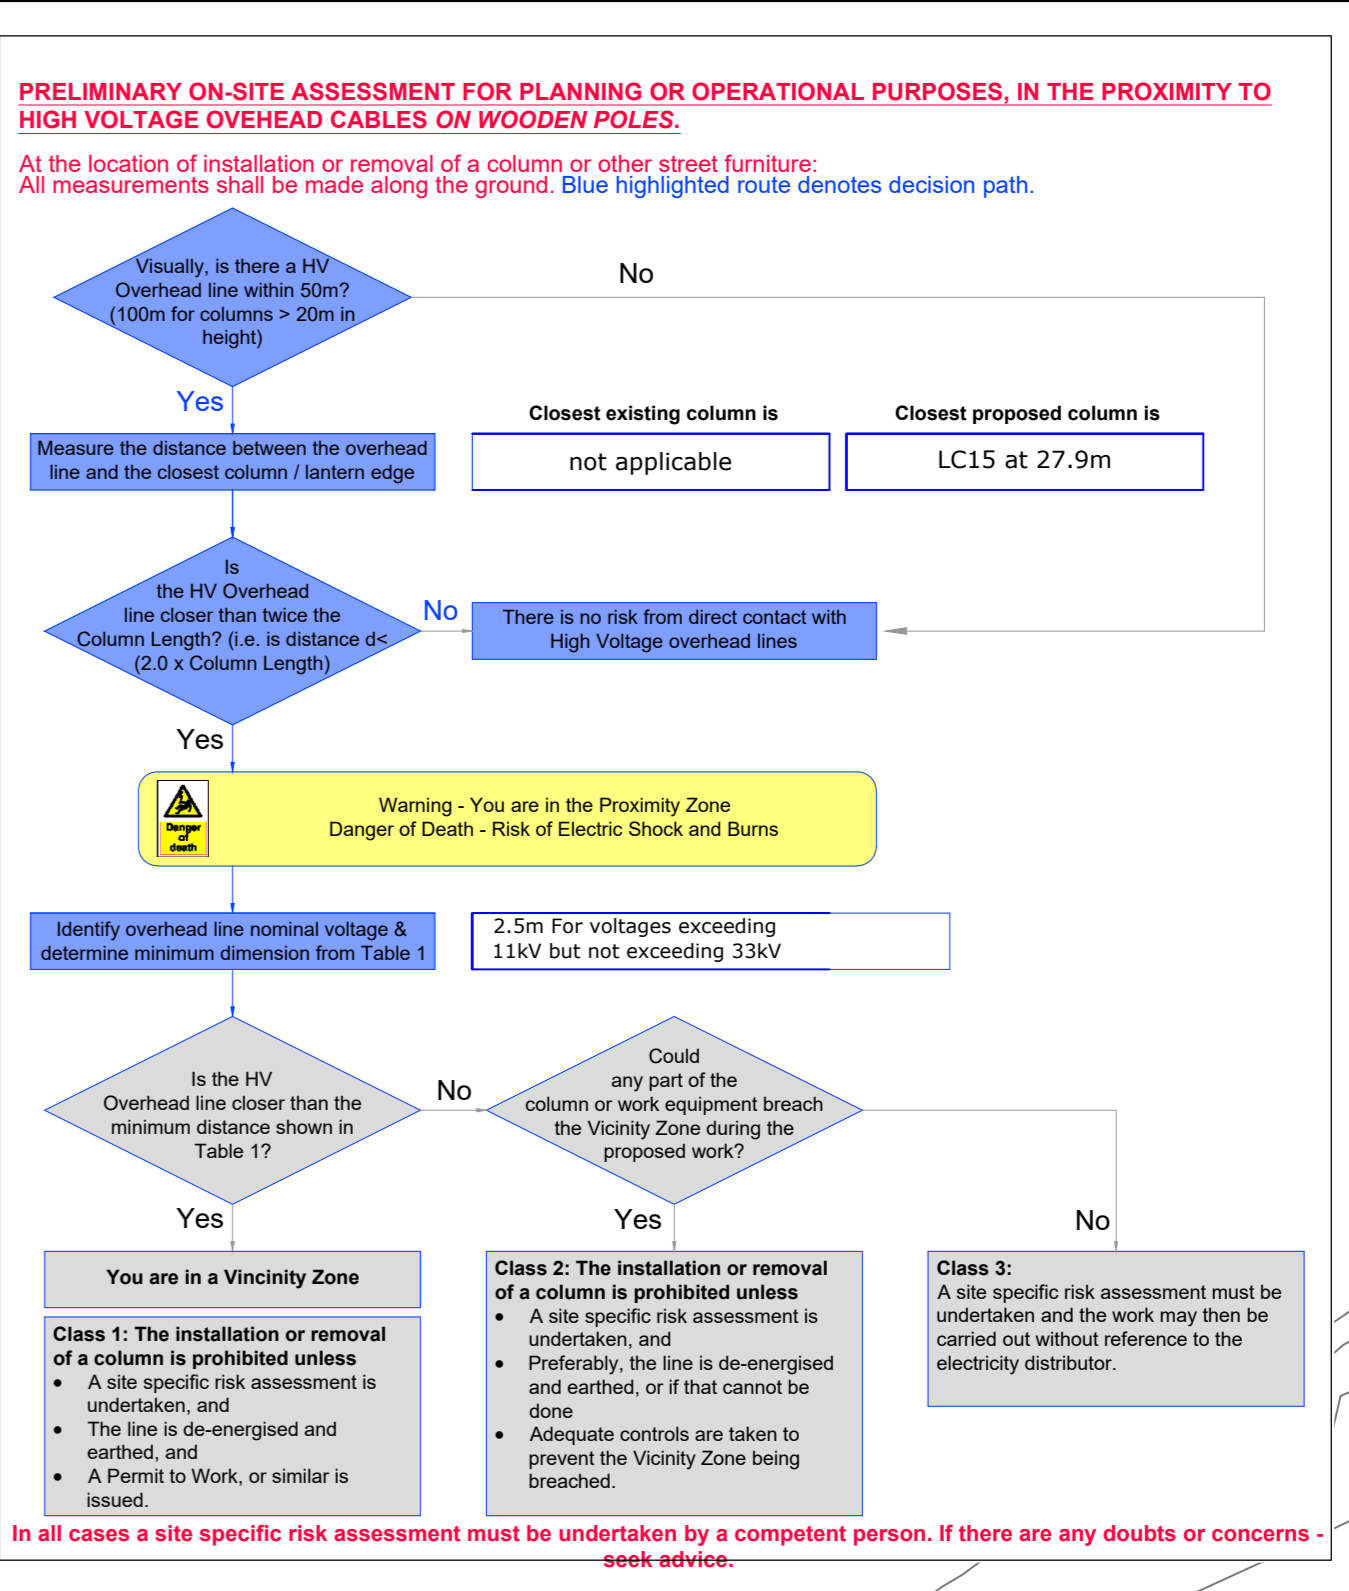 PRELIMINARY ON-SITE ASSESSMENT FOR PLANNING OR OPERATIONAL PURPOSES, IN THE PROXIMITY TO
HIGH VOLTAGE OVEHEAD CABLES ON WOODEN POLES.
At the location of installation or removal of a column or other street furniture:
All measurements shall be made along the ground. Blue highlighted route denotes decision path.
Visually, is there a HV
Overhead line within 50m?
(100m for columns > 20m in
height)
No
Yes
Measure the distance between the overhead
line and the closest column / lantern edge
Closest existing column is
not applicable
Closest proposed column is
LC15 at 27.9m
Is
the HV Overhead
line closer than twice the
Column Length? (i.e. is distance d<
(2.0 x Column Length)
No
There is no risk from direct contact with
High Voltage overhead lines
Yes
Danger
of
death
Warning - You are in the Proximity Zone
Danger of Death - Risk of Electric Shock and Burns
Identify overhead line nominal voltage &
determine minimum dimension from Table 1
2.5m For voltages exceeding
11kV but not exceeding 33kV
Is the HV
Overhead line closer than the
minimum distance shown in
Table 1?
No
Could
any part of the
column or work equipment breach
the Vicinity Zone during the
proposed work?
Yes
Yes
No
You are in a Vincinity Zone
Class 1: The installation or removal
of a column is prohibited unless
• A site specific risk assessment is
undertaken, and
• The line is de-energised and
earthed, and
• A Permit to Work, or similar is
issued.
Class 2: The installation or removal
of a column is prohibited unless
• A site specific risk assessment is
undertaken, and
• Preferably, the line is de-energised
and earthed, or if that cannot be
done
• Adequate controls are taken to
prevent the Vicinity Zone being
breached.
Class 3:
A site specific risk assessment must be
undertaken and the work may then be
carried out without reference to the
electricity distributor.
In all cases a site specific risk assessment must be undertaken by a competent person. If there are any doubts or concerns -
seek advice.